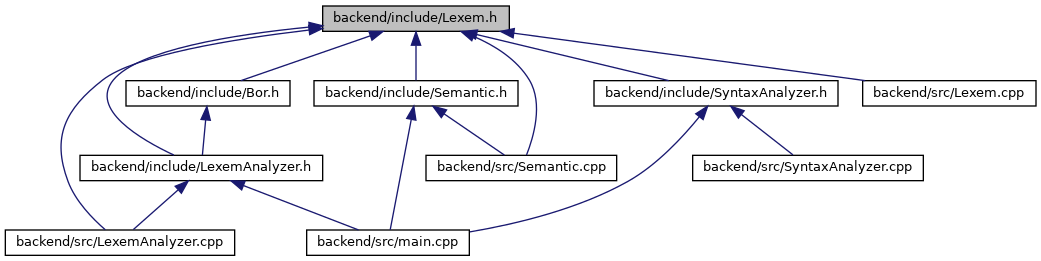 backend/include/Lexem.h
backend/include/Bor.h
backend/include/Semantic.h
backend/include/SyntaxAnalyzer.h
backend/src/Lexem.cpp
backend/include/LexemAnalyzer.h
backend/src/Semantic.cpp
backend/src/SyntaxAnalyzer.cpp
backend/src/LexemAnalyzer.cpp
backend/src/main.cpp